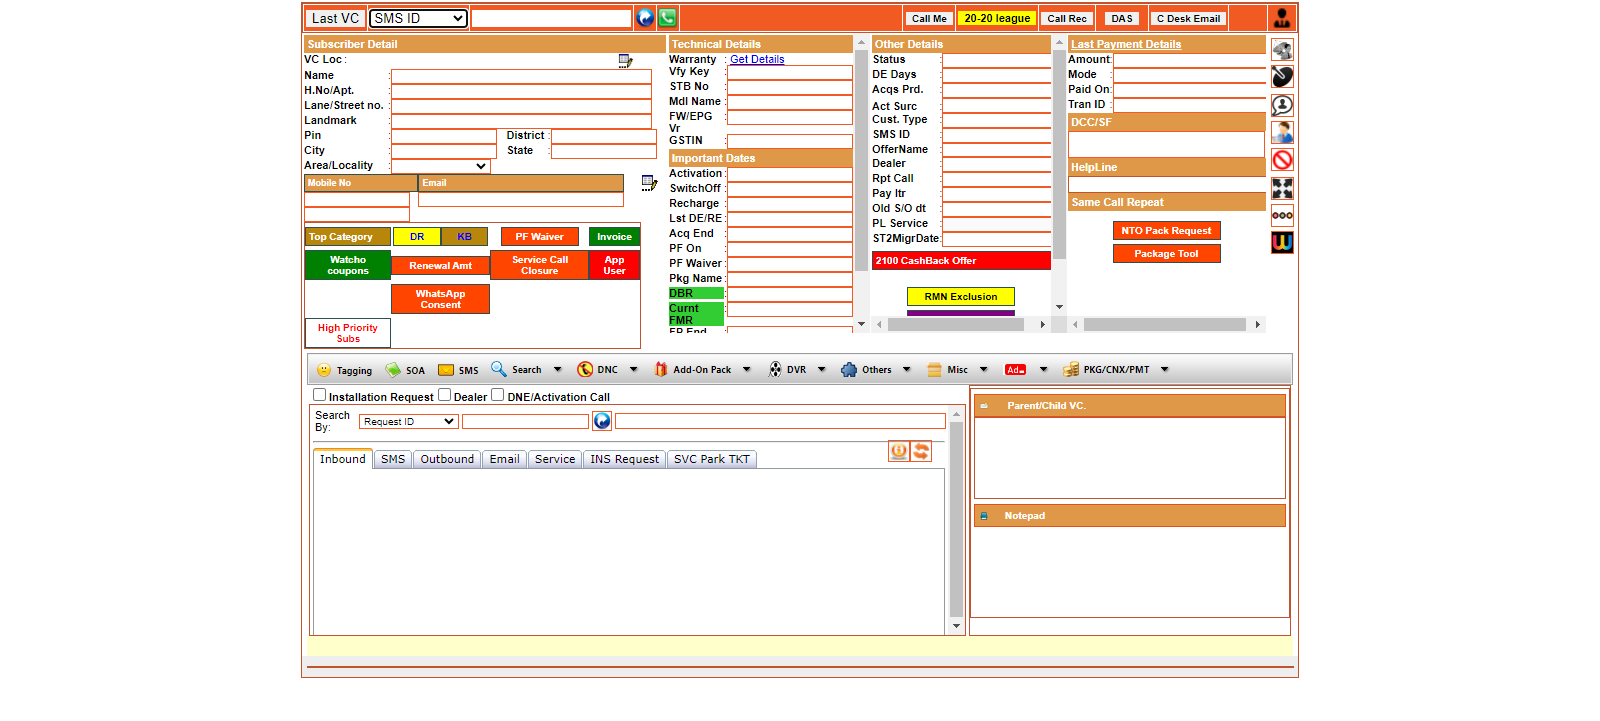 Last VC SMS ID Call Me 20-20 league Call Rec DAS C Desk Email
Subscriber Detail
VC Loc :
Name :
H.No/Apt. :
Lane/Street no. :
Landmark :
Pin : District :
City : State :
Area/Locality :
Mobile No Email
Top Category DR KB PF Waiver Invoice
Watcho
coupons
Renewal Amt
Service Call
Closure
App
User
WhatsApp
Consent
High Priority
Subs
Technical Details
Warranty : Get Details
Vfy Key :
STB No :
Mdl Name :
FW/EPG :
Vr
GSTIN :
Important Dates
Activation :
SwitchOff :
Recharge :
Lst DE/RE :
Acq End :
PF On :
PF Waiver :
Pkg Name :
DBR :
Curnt :
FMR
FP End :
Other Details
Status :
DE Days :
Acqs Prd. :
Act Surc :
Cust. Type :
SMS ID :
OfferName :
Dealer :
Rpt Call :
Pay Itr :
Old S/O dt :
PL Service :
ST2MigrDate :
2100 CashBack Offer
RMN Exclusion
Last Payment Details
Amount:
Mode :
Paid On:
Tran ID :
DCC/SF
HelpLine
Same Call Repeat
NTO Pack Request
Package Tool
Tagging SOA SMS Search DNC Add-On Pack DVR Others Misc Ad PKG/CNX/PMT
Installation Request Dealer DNE/Activation Call
Search
By:
Request ID
Inbound SMS Outbound Email Service INS Request SVC Park TKT
Parent/Child VC.
Notepad